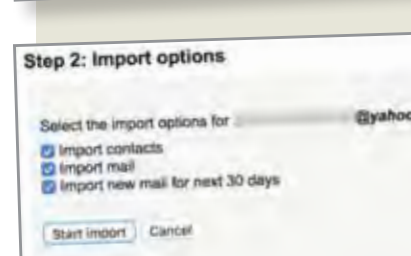 Step 2: Import options
Select the import options for @yahoo
Import contacts
Import mail
Import new mail for next 30 days
Start import Cancel